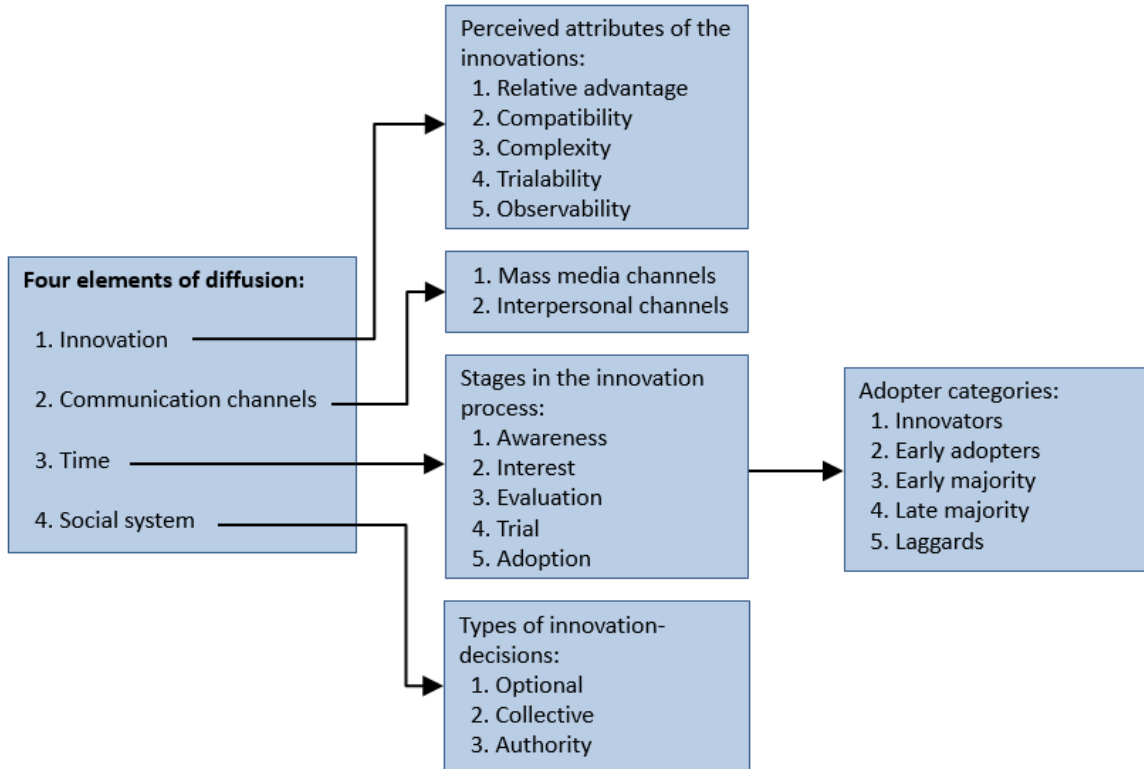 Perceived attributes of the
innovations:
1. Relative advantage
2. Compatibility
3. Complexity
4. Trialability
5. Observability
Four elements of diffusion:
1. Innovation
2. Communication channels
3. Time
4. Social system
1. Mass media channels
2. Interpersonal channels
Stages in the innovation
process:
1. Awareness
2. Interest
3. Evaluation
4. Trial
5. Adoption
Adopter categories:
1. Innovators
2. Early adopters
3. Early majority
4. Late majority
5. Laggards
Types of innovation-
decisions:
1. Optional
2. Collective
3. Authority